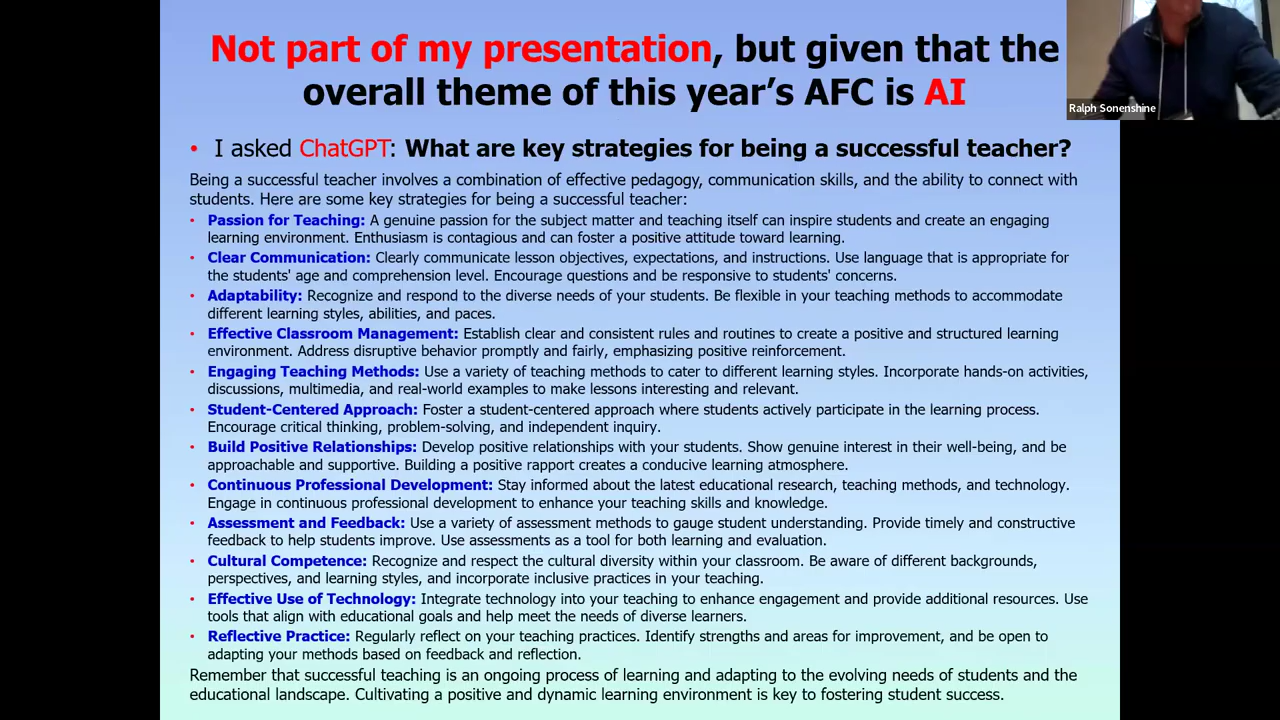 Not part of my presentation, but given that the
overall theme of this year’s AFC is AI
Ralph Sonenshine
• I asked ChatGPT: What are key strategies for being a successful teacher?
Being a successful teacher involves a combination of effective pedagogy, communication skills, and the ability to connect with
students. Here are some key strategies for being a successful teacher:
• Passion for Teaching: A genuine passion for the subject matter and teaching itself can inspire students and create an engaging
learning environment. Enthusiasm is contagious and can foster a positive attitude toward learning.
• Clear Communication: Clearly communicate lesson objectives, expectations, and instructions. Use language that is appropriate for
the students' age and comprehension level. Encourage questions and be responsive to students' concerns.
• Adaptability: Recognize and respond to the diverse needs of your students. Be flexible in your teaching methods to accommodate
different learning styles, abilities, and paces.
• Effective Classroom Management: Establish clear and consistent rules and routines to create a positive and structured learning
environment. Address disruptive behavior promptly and fairly, emphasizing positive reinforcement.
• Engaging Teaching Methods: Use a variety of teaching methods to cater to different learning styles. Incorporate hands-on activities,
discussions, multimedia, and real-world examples to make lessons interesting and relevant.
• Student-Centered Approach: Foster a student-centered approach where students actively participate in the learning process.
Encourage critical thinking, problem-solving, and independent inquiry.
• Build Positive Relationships: Develop positive relationships with your students. Show genuine interest in their well-being, and be
approachable and supportive. Building a positive rapport creates a conducive learning atmosphere.
• Continuous Professional Development: Stay informed about the latest educational research, teaching methods, and technology.
Engage in continuous professional development to enhance your teaching skills and knowledge.
• Assessment and Feedback: Use a variety of assessment methods to gauge student understanding. Provide timely and constructive
feedback to help students improve. Use assessments as a tool for both learning and evaluation.
• Cultural Competence: Recognize and respect the cultural diversity within your classroom. Be aware of different backgrounds,
perspectives, and learning styles, and incorporate inclusive practices in your teaching.
• Effective Use of Technology: Integrate technology into your teaching to enhance engagement and provide additional resources. Use
tools that align with educational goals and help meet the needs of diverse learners.
• Reflective Practice: Regularly reflect on your teaching practices. Identify strengths and areas for improvement, and be open to
adapting your methods based on feedback and reflection.
Remember that successful teaching is an ongoing process of learning and adapting to the evolving needs of students and the
educational landscape. Cultivating a positive and dynamic learning environment is key to fostering student success.